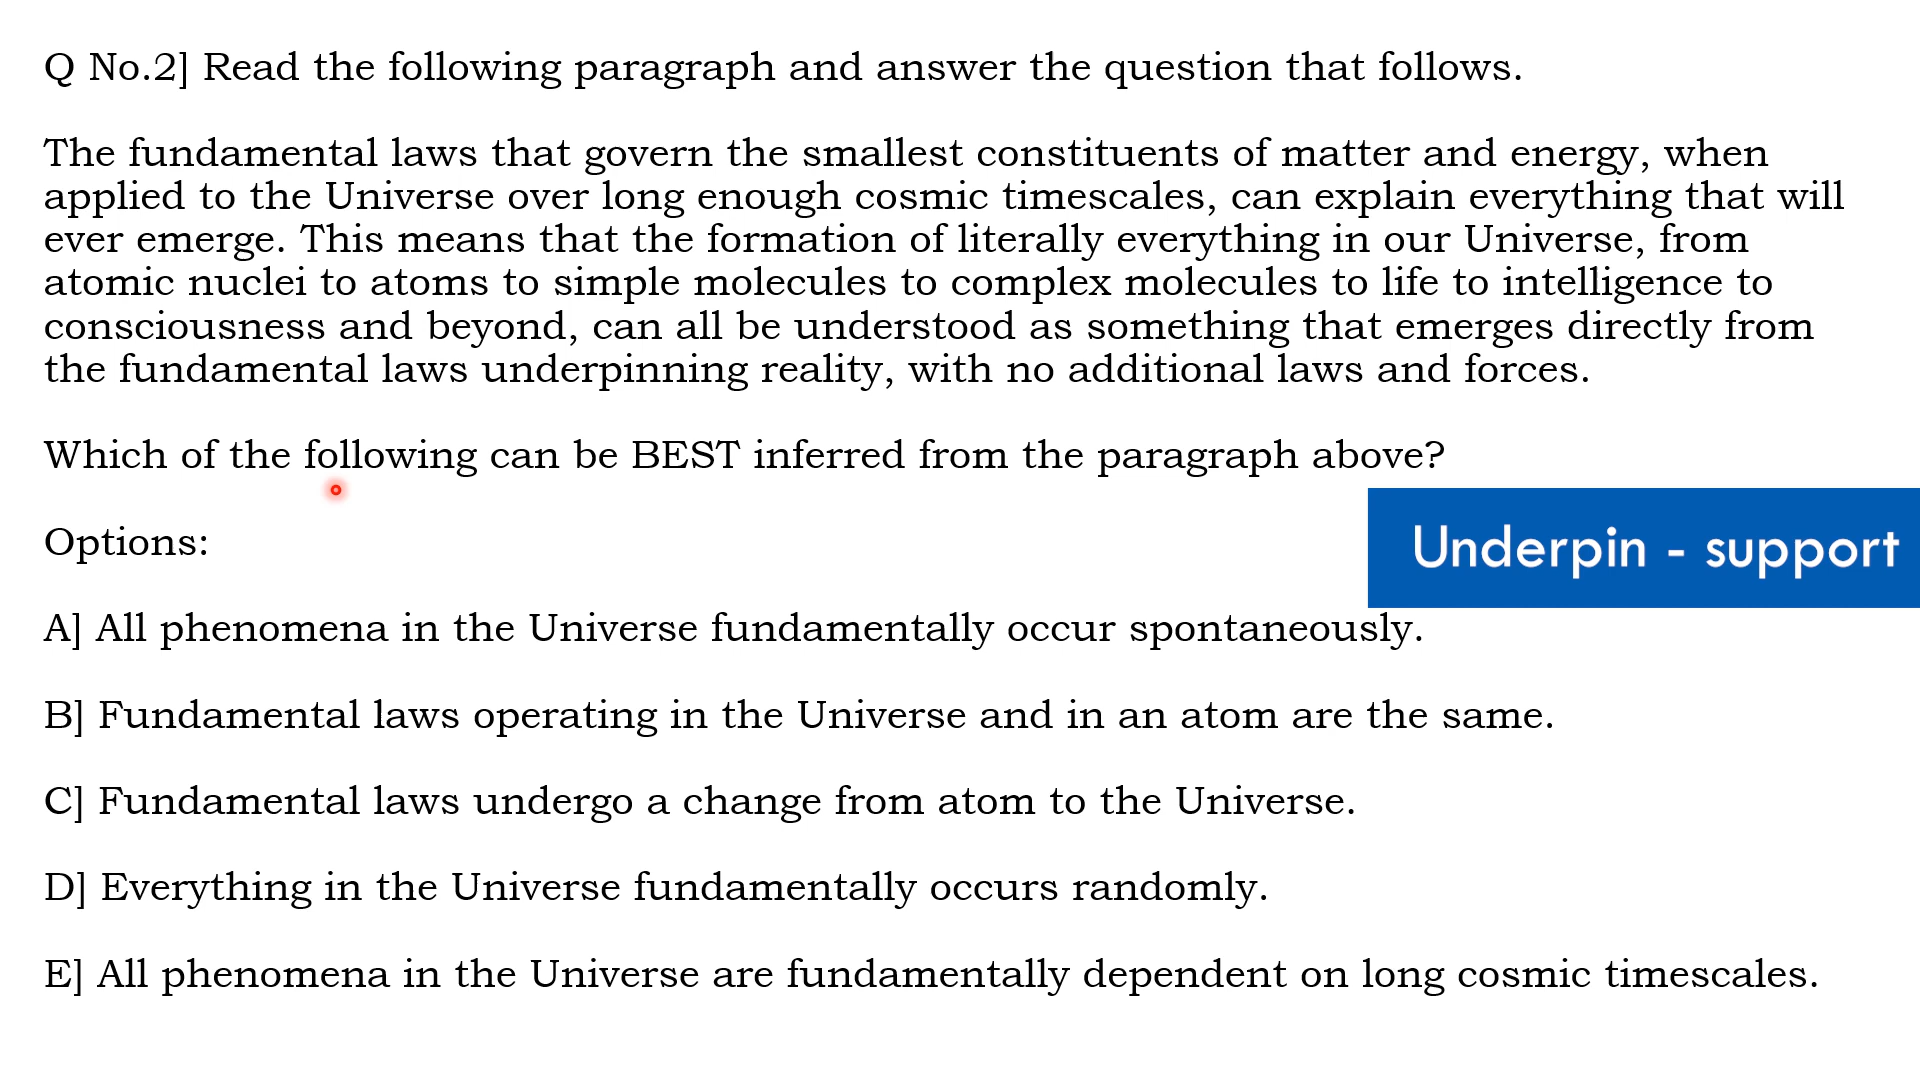 Q No.2] Read the following paragraph and answer the question that follows.
The fundamental laws that govern the smallest constituents of matter and energy, when
applied to the Universe over long enough cosmic timescales, can explain everything that will
ever emerge. This means that the formation of literally everything in our Universe, from
atomic nuclei to atoms to simple molecules to complex molecules to life to intelligence to
consciousness and beyond, can all be understood as something that emerges directly from
the fundamental laws underpinning reality, with no additional laws and forces.
Which of the following can be BEST inferred from the paragraph above?
Options:
Underpin - support
A] All phenomena in the Universe fundamentally occur spontaneously.
B] Fundamental laws operating in the Universe and in an atom are the same.
C] Fundamental laws undergo a change from atom to the Universe.
D] Everything in the Universe fundamentally occurs randomly.
E] All phenomena in the Universe are fundamentally dependent on long cosmic timescales.